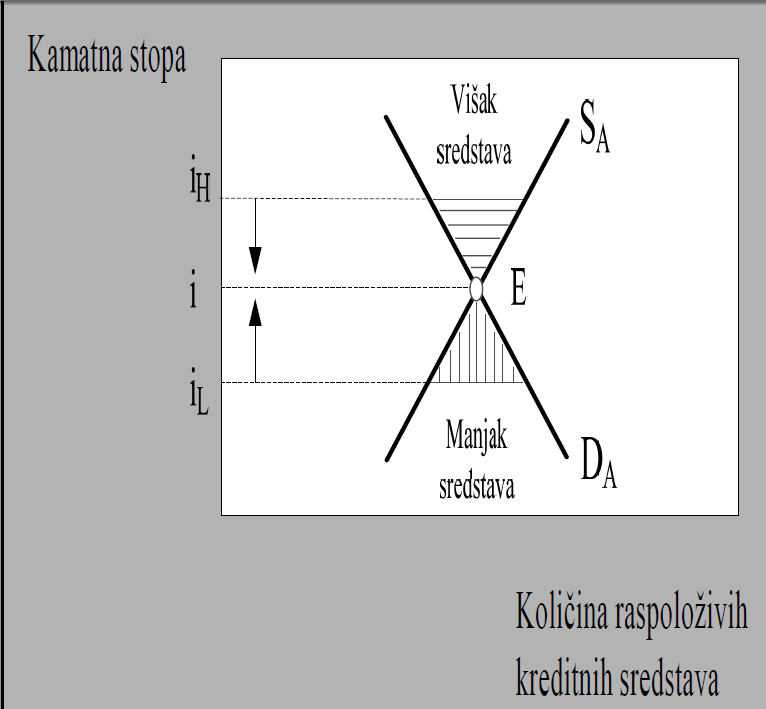 Kamatna stopa
Višak
sredstava
S_A
i_H
i
E
i_L
Manjak
sredstava
D_A
Količina raspoloživih
kreditnih sredstava